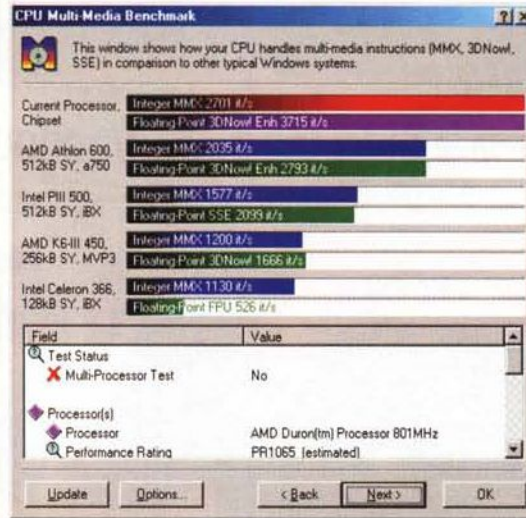 CPU Multi-Media Benchmark
This window shows how your CPU handles multi-media instructions (MMX, 3DNow!,
SSE) in comparison to other typical Windows systems.
Current Processor, Integer MMX 2701 it/s
Chipset Floating-Point 3DNow! Enh 3715 it/s
AMD Athlon 600, Integer MMX 2035 it/s
512kB SY, a750 Floating-Point 3DNow! Enh 2793 it/s
Intel PIII 500, Integer MMX 1577 it/s
512kB SY, iBX Floating-Point SSE 2099 it/s
AMD K6-III 450, Integer MMX 1200 it/s
256kB SY, MVP3 Floating-Point 3DNow! 1666 it/s
Intel Celeron 366, Integer MMX 1130 it/s
128kB SY, iBX Floating-Point FPU 526 it/s
Field Value
Test Status
Multi-Processor Test No
Processor(s)
Processor AMD Duron(tm) Processor 801MHz
Performance Rating PR1065 (estimated)
Update Options... < Back Next > OK